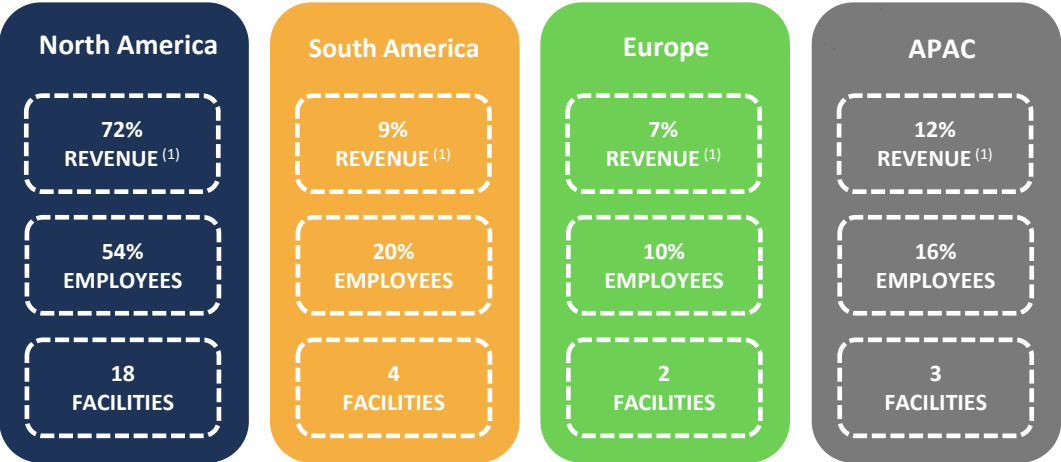 North America
72%
REVENUE (1)
54%
EMPLOYEES
18
FACILITIES
South America
9%
REVENUE (1)
20%
EMPLOYEES
4
FACILITIES
Europe
7%
REVENUE (1)
10%
EMPLOYEES
2
FACILITIES
APAC
12%
REVENUE (1)
16%
EMPLOYEES
3
FACILITIES